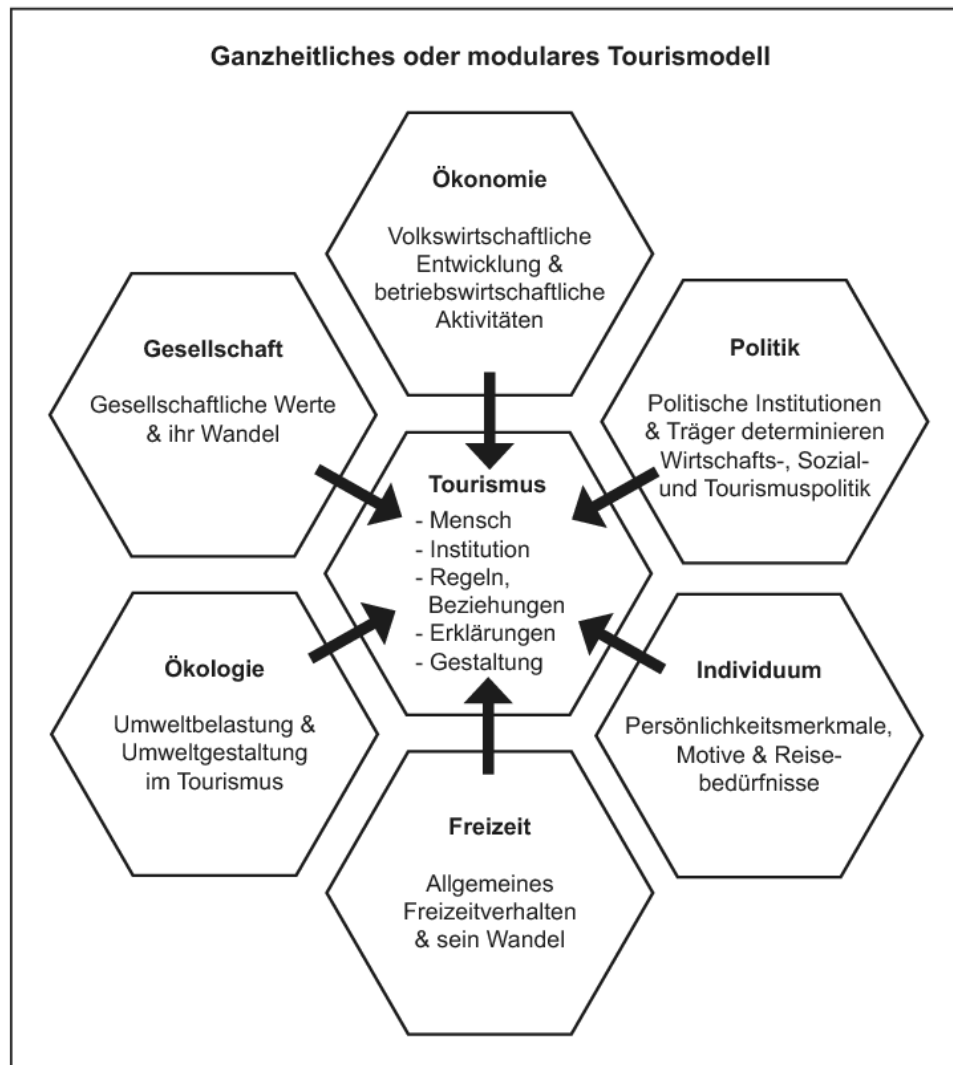 Ganzheitliches oder modulares Tourismodell
Ökonomie
Volkswirtschaftliche
Entwicklung &
betriebswirtschaftliche
Aktivitäten
Gesellschaft
Gesellschaftliche Werte
& ihr Wandel
Politik
Politische Institutionen
& Träger determinieren
Wirtschafts-, Sozial-
und Tourismuspolitik
Tourismus
- Mensch
- Institution
- Regeln,
Beziehungen
- Erklärungen
- Gestaltung
Ökologie
Umweltbelastung &
Umweltgestaltung
im Tourismus
Individuum
Persönlichkeitsmerkmale,
Motive & Reise-
bedürfnisse
Freizeit
Allgemeines
Freizeitverhalten
& sein Wandel